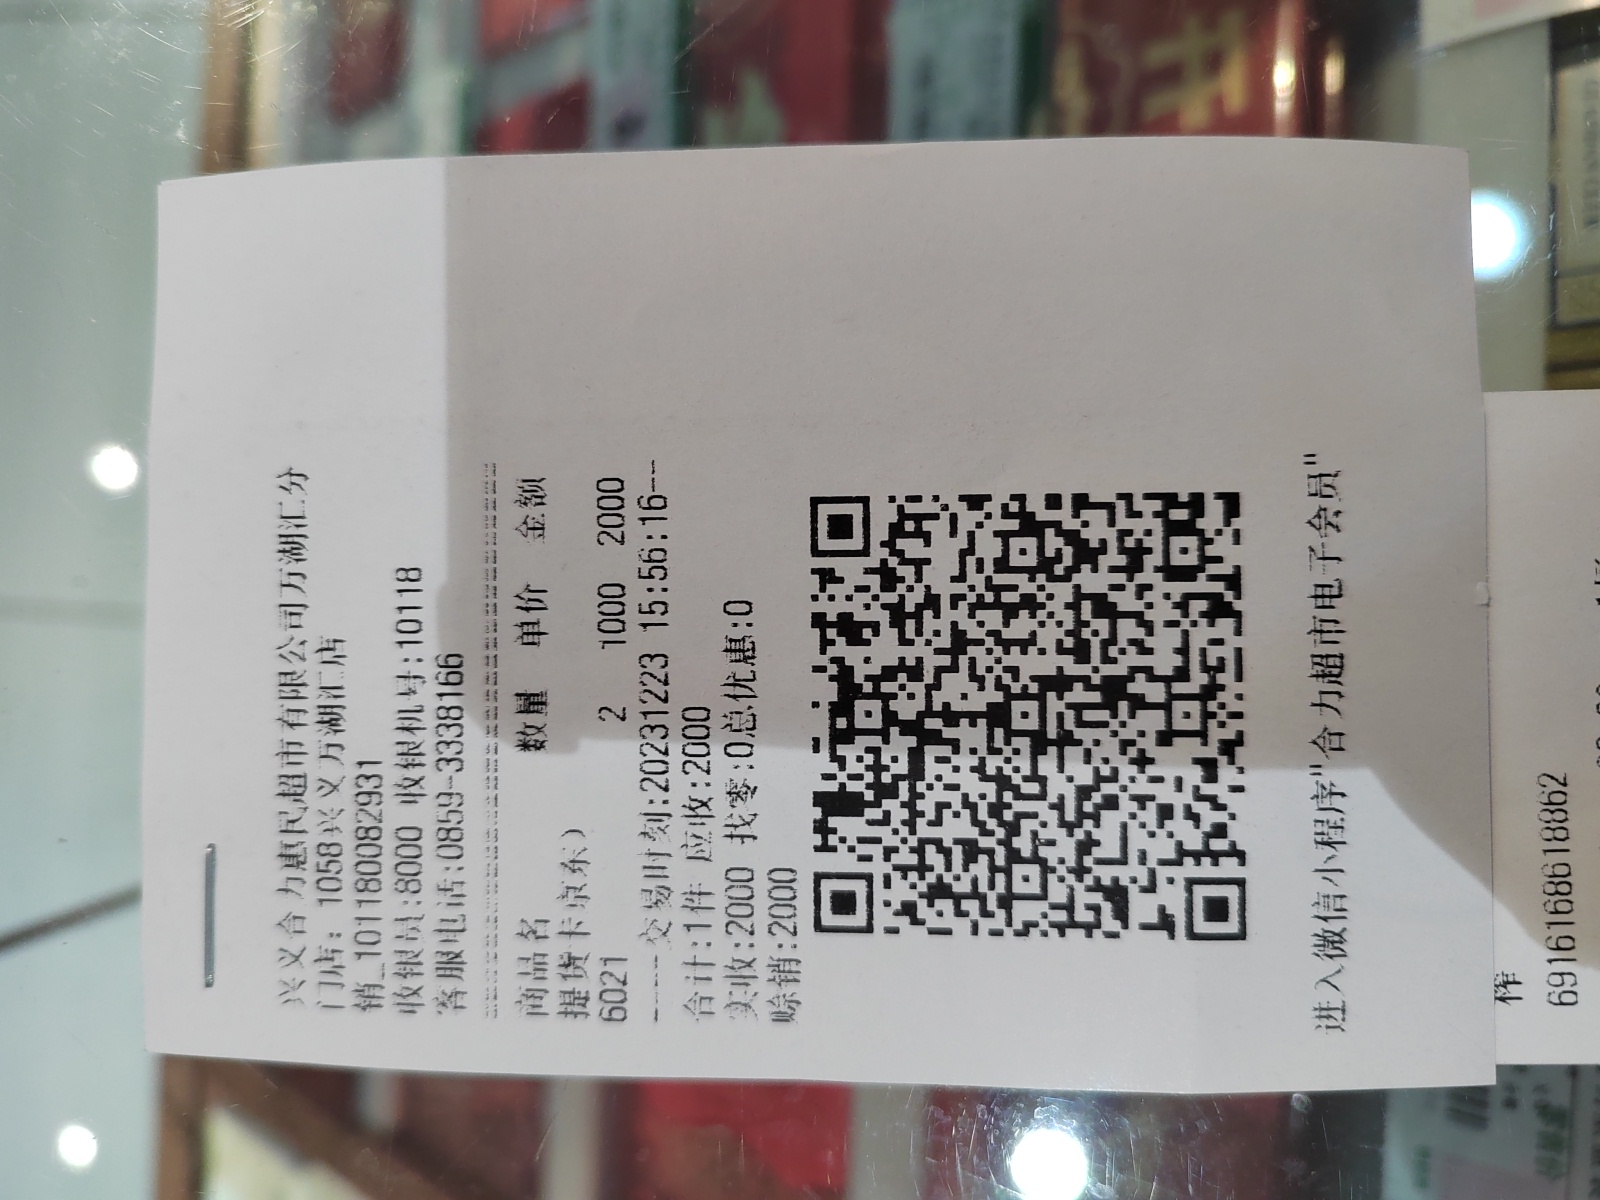 兴义合力惠民超市有限公司万湖汇分
门店: 1058兴义万湖汇店
销_101180082931
收银员:8000 收银机号:10118
客服电话:0859-3338166
商品名 数量 单价 金额
提货卡京东)
6021 2 1000 2000
-----交易时刻:20231223 15:56:16--
合计:1件 应收:2000
实收:2000 找零:0总优惠:0
赊销:2000
进入微信小程序"合力超市电子会员"
榨
6916168618862